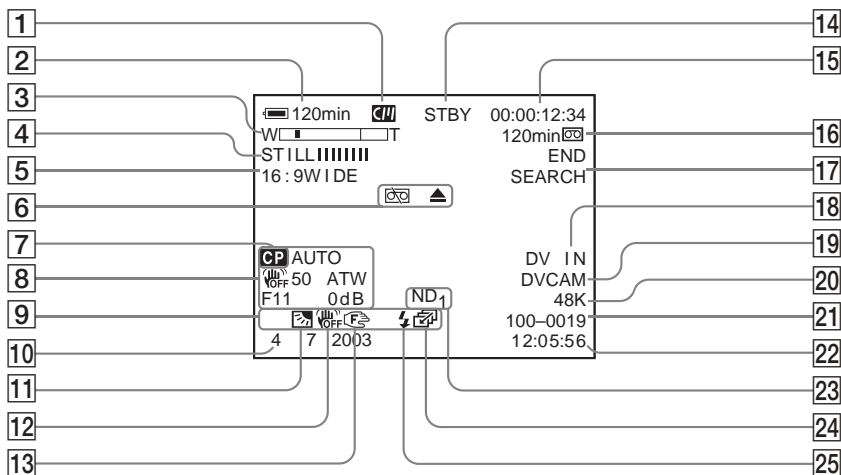 1
2
3
4
5
6
7
8
9
10
11
12
13
14
15
16
17
18
19
20
21
22
23
24
25
120min STBY 00:00:12:34
W T 120min
STILL END
16:9WIDE SEARCH
CP AUTO DV IN
OFF 50 ATW DVCAM
F11 0dB ND1 48K
OFF F 100–0019
4 7 2003 12:05:56